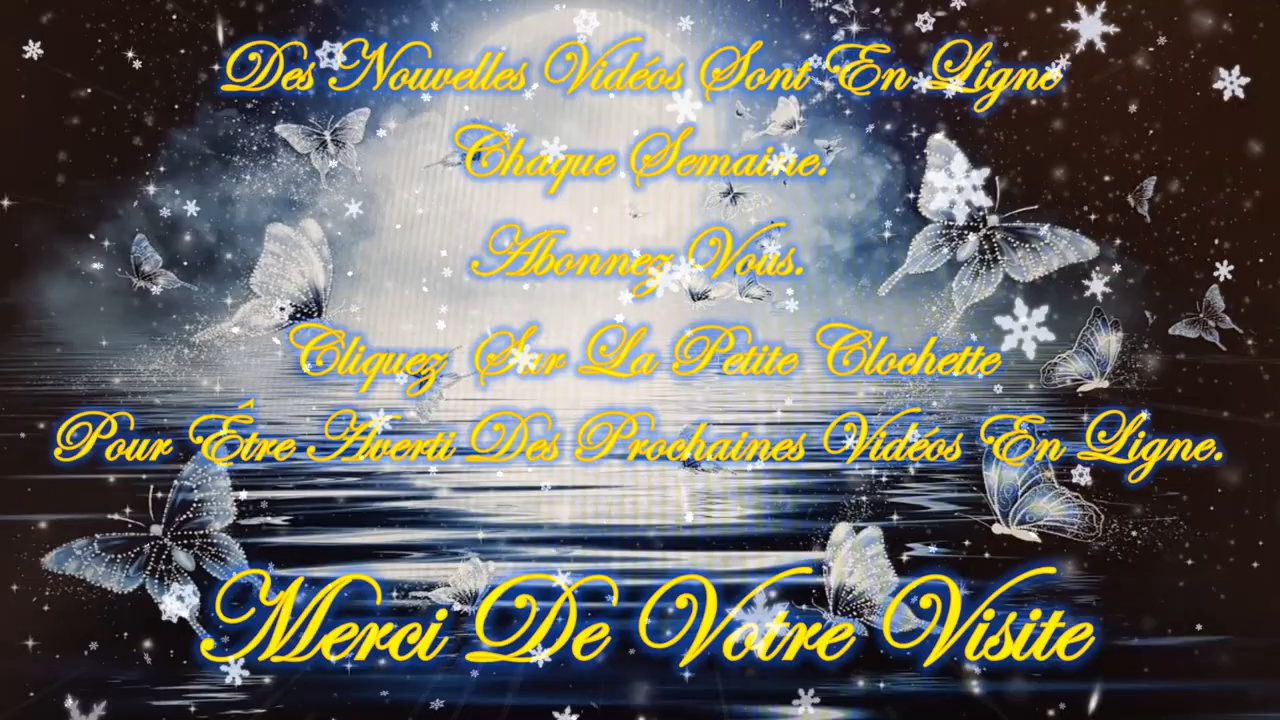 Des Nouvelles Vidéos Sont En Ligne
Chaque Semaine.
Abonnez Vous.
Cliquez Sur La Petite Clochette
Pour Être Averti Des Prochaines Vidéos En Ligne.
Merci De Votre Visite